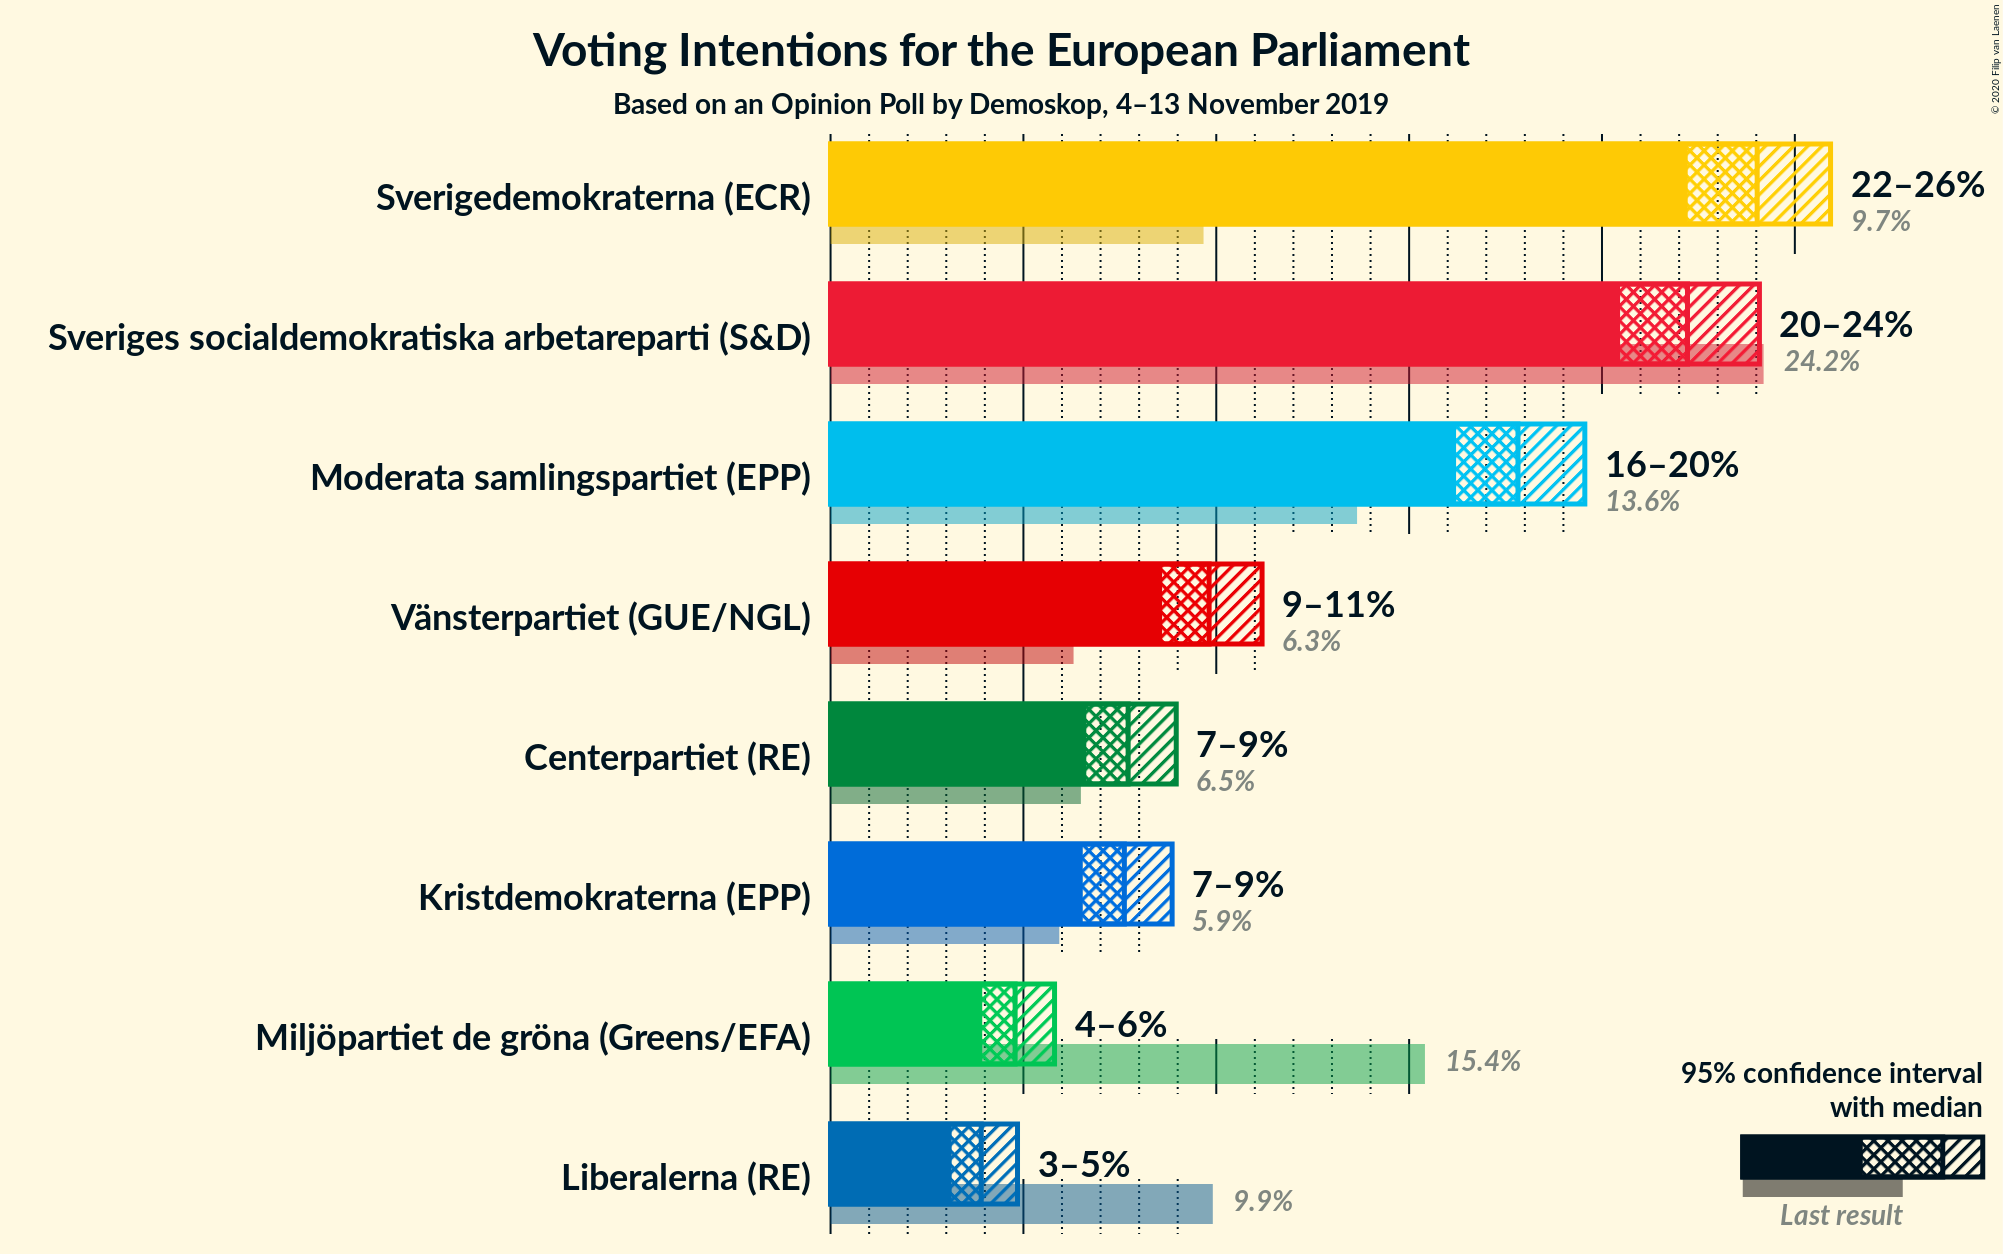 Voting Intentions for the European Parliament
Based on an Opinion Poll by Demoskop, 4–13 November 2019
© 2020 Filip van Laenen
Sverigedemokraterna (ECR)
22–26%
9.7%
Sveriges socialdemokratiska arbetareparti (S&D)
20–24%
24.2%
Moderata samlingspartiet (EPP)
16–20%
13.6%
Vänsterpartiet (GUE/NGL)
9–11%
6.3%
Centerpartiet (RE)
7–9%
6.5%
Kristdemokraterna (EPP)
7–9%
5.9%
Miljöpartiet de gröna (Greens/EFA)
4–6%
15.4%
Liberalerna (RE)
3–5%
9.9%
95% confidence interval
with median
Last result